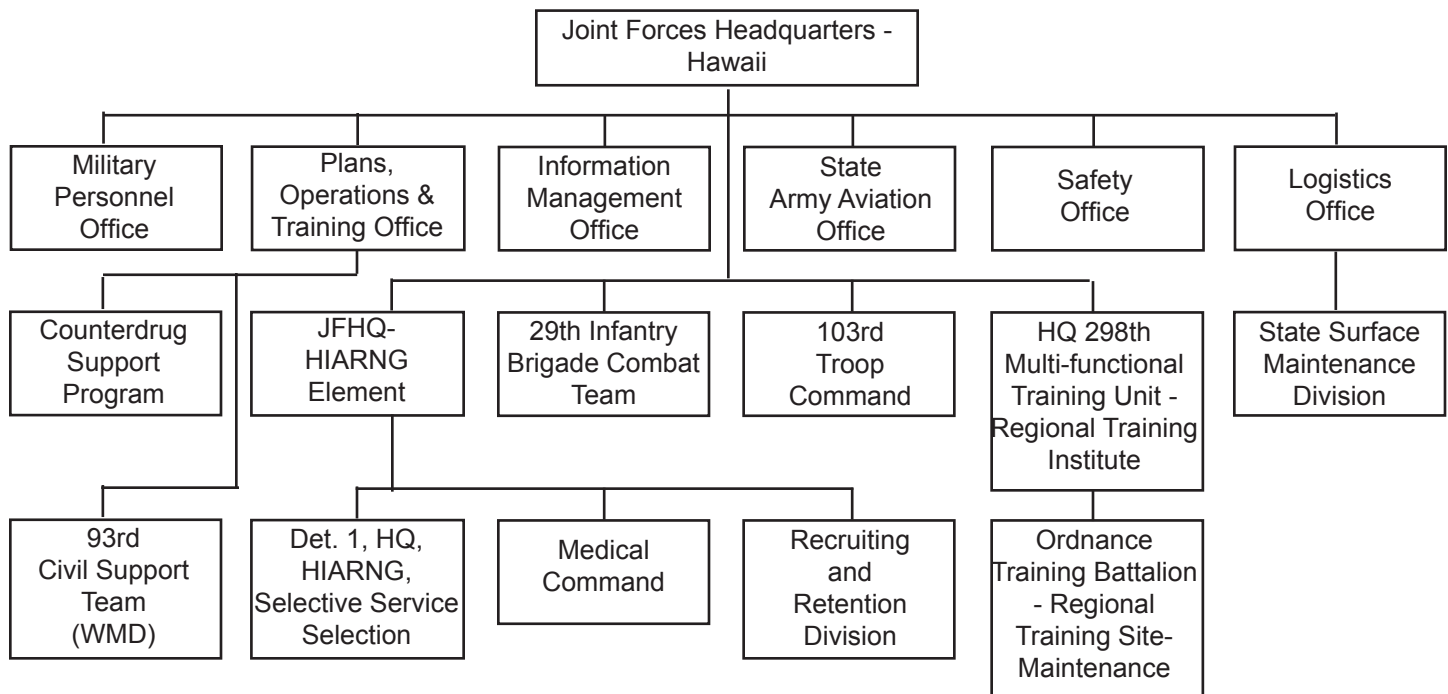 Joint Forces Headquarters -
Hawaii
Military
Personnel
Office
Plans,
Operations &
Training Office
Information
Management
Office
State
Army Aviation
Office
Safety
Office
Logistics
Office
Counterdrug
Support
Program
JFHQ-
HIARNG
Element
29th Infantry
Brigade Combat
Team
103rd
Troop
Command
HQ 298th
Multi-functional
Training Unit -
Regional Training
Institute
State Surface
Maintenance
Division
93rd
Civil Support
Team
(WMD)
Det. 1, HQ,
HIARNG,
Selective Service
Selection
Medical
Command
Recruiting
and
Retention
Division
Ordnance
Training Battalion
- Regional
Training Site-
Maintenance